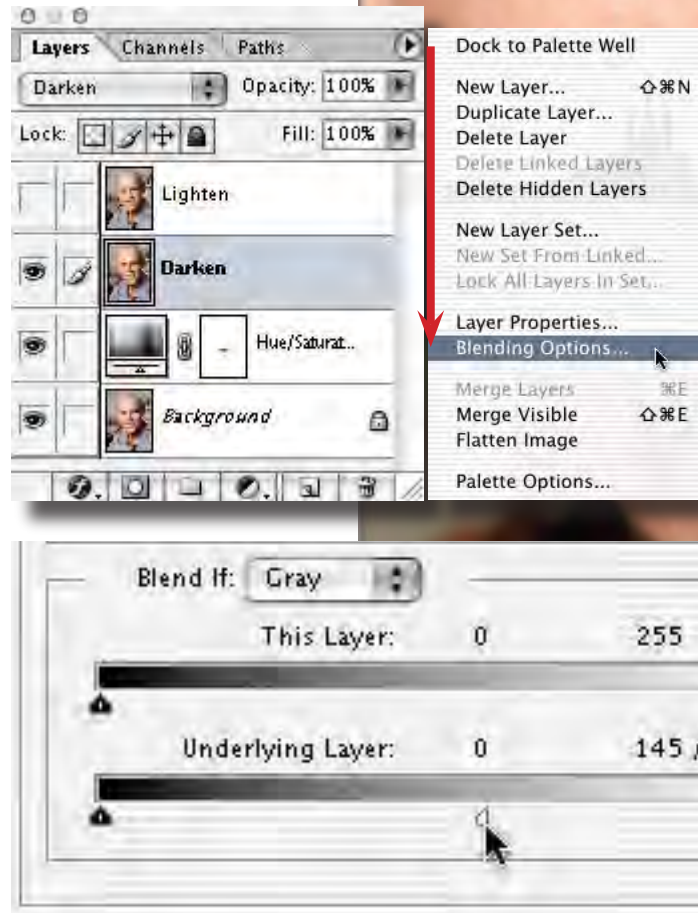 Layers Channels Paths
Darken Opacity: 100%
Lock: Fill: 100%
Lighten
Darken
Hue/Saturat...
Background
Dock to Palette Well
New Layer... ⇧⌘N
Duplicate Layer...
Delete Layer
Delete Linked Layers
Delete Hidden Layers
New Layer Set...
New Set From Linked...
Lock All Layers In Set...
Layer Properties...
Blending Options...
Merge Layers ⌘E
Merge Visible ⇧⌘E
Flatten Image
Palette Options...
Blend If: Gray
This Layer: 0 255
Underlying Layer: 0 145 /